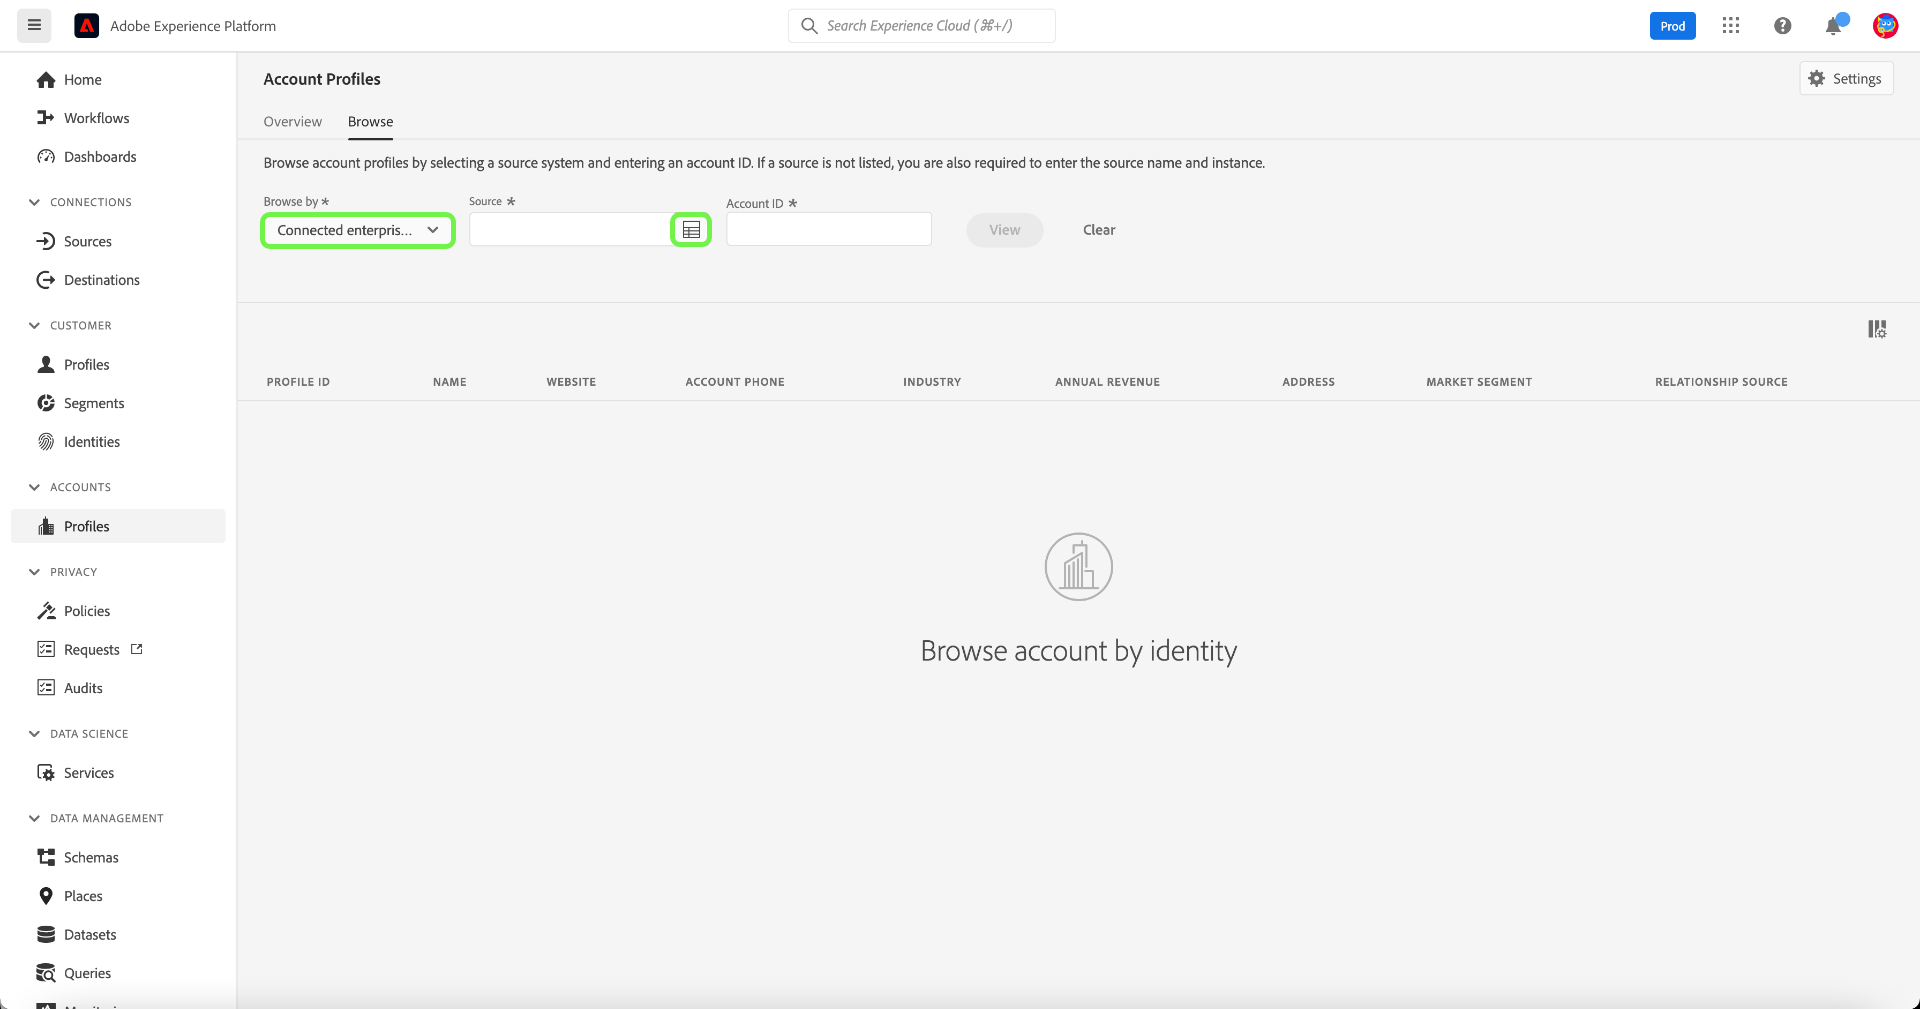 Adobe Experience Platform
Search Experience Cloud (⌘+/)
Prod
Home
Workflows
Dashboards
CONNECTIONS
Sources
Destinations
CUSTOMER
Profiles
Segments
Identities
ACCOUNTS
Profiles
PRIVACY
Policies
Requests
Audits
DATA SCIENCE
Services
DATA MANAGEMENT
Schemas
Places
Datasets
Queries
Account Profiles
Settings
Overview Browse
Browse account profiles by selecting a source system and entering an account ID. If a source is not listed, you are also required to enter the source name and instance.
Browse by * Source * Account ID *
Connected enterpris... View Clear
PROFILE ID NAME WEBSITE ACCOUNT PHONE INDUSTRY ANNUAL REVENUE ADDRESS MARKET SEGMENT RELATIONSHIP SOURCE
Browse account by identity